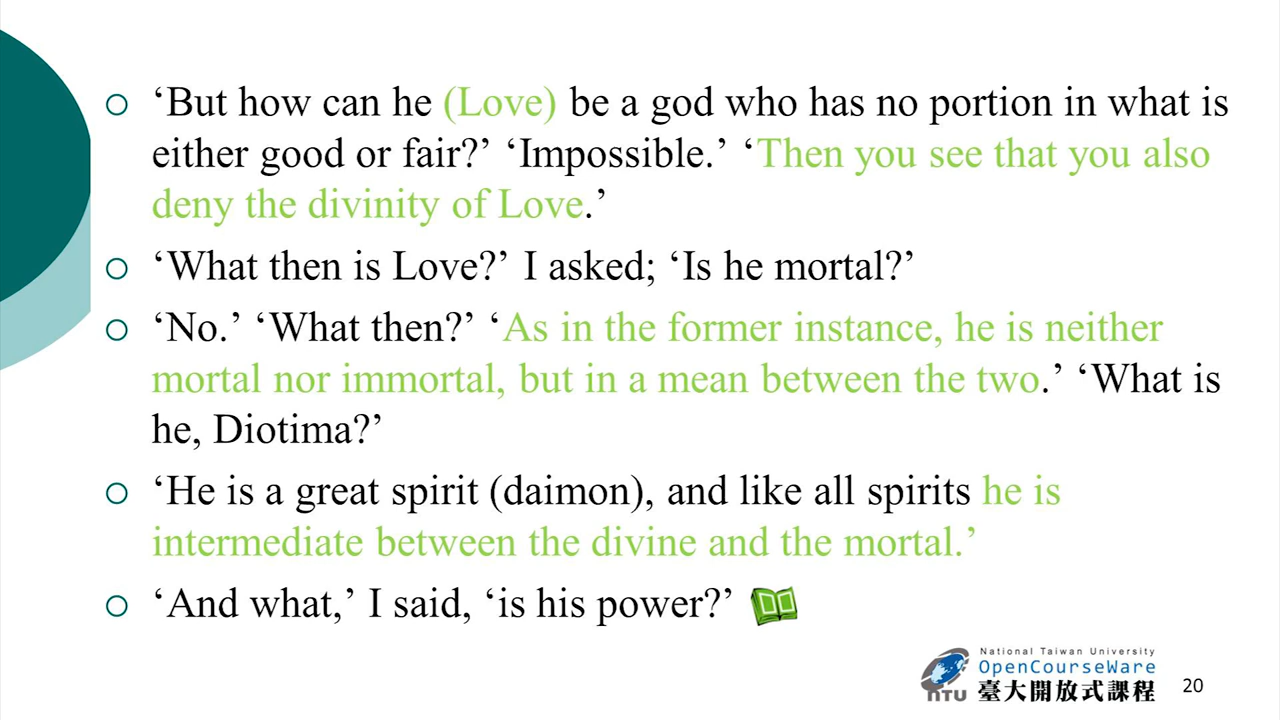 ‘But how can he (Love) be a god who has no portion in what is
either good or fair?’ ‘Impossible.’ ‘Then you see that you also
deny the divinity of Love.’
‘What then is Love?’ I asked; ‘Is he mortal?’
‘No.’ ‘What then?’ ‘As in the former instance, he is neither
mortal nor immortal, but in a mean between the two.’ ‘What is
he, Diotima?’
‘He is a great spirit (daimon), and like all spirits he is
intermediate between the divine and the mortal.’
‘And what,’ I said, ‘is his power?’
National Taiwan University
OpenCourseWare
NTU 臺大開放式課程
20